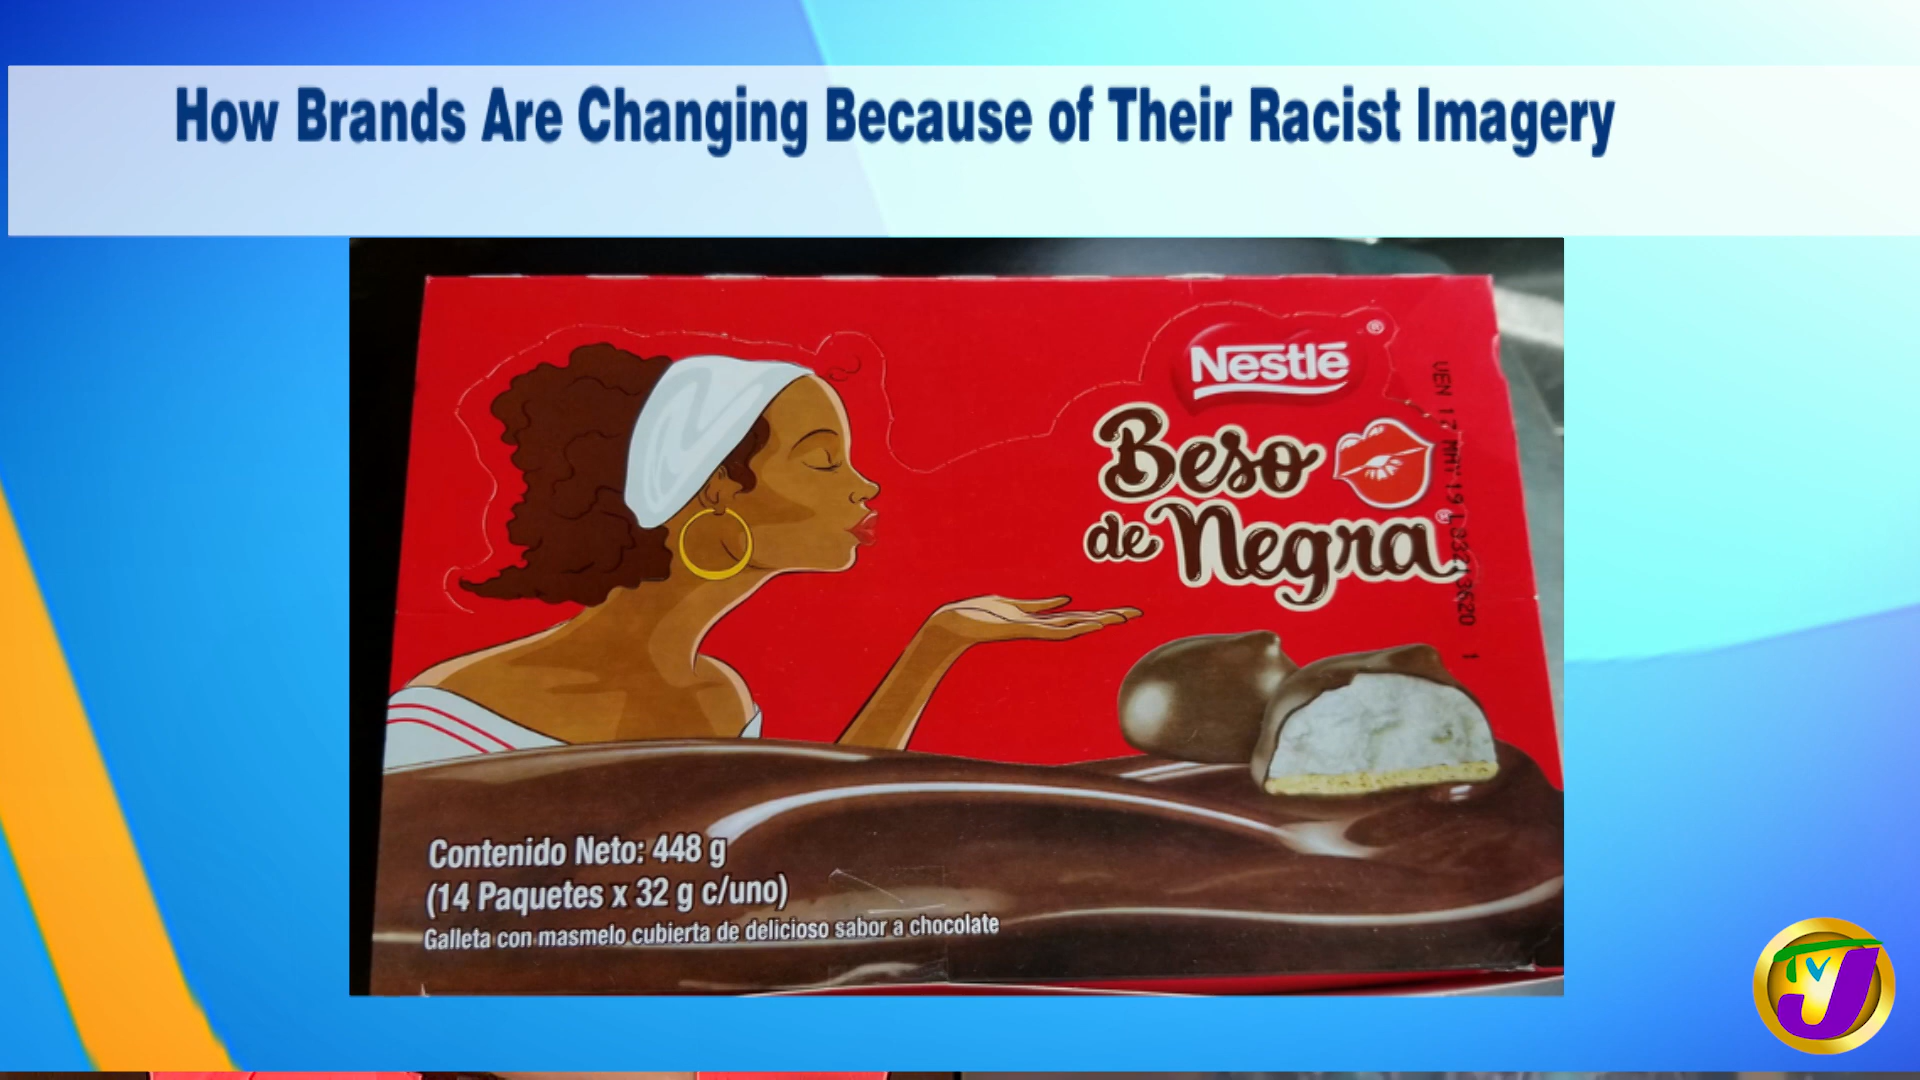 How Brands Are Changing Because of Their Racist Imagery
Nestlé
Beso
de Negra
Contenido Neto: 448 g
(14 Paquetes x 32 g c/uno)
Galleta con masmelo cubierta de delicioso sabor a chocolate
TVJ